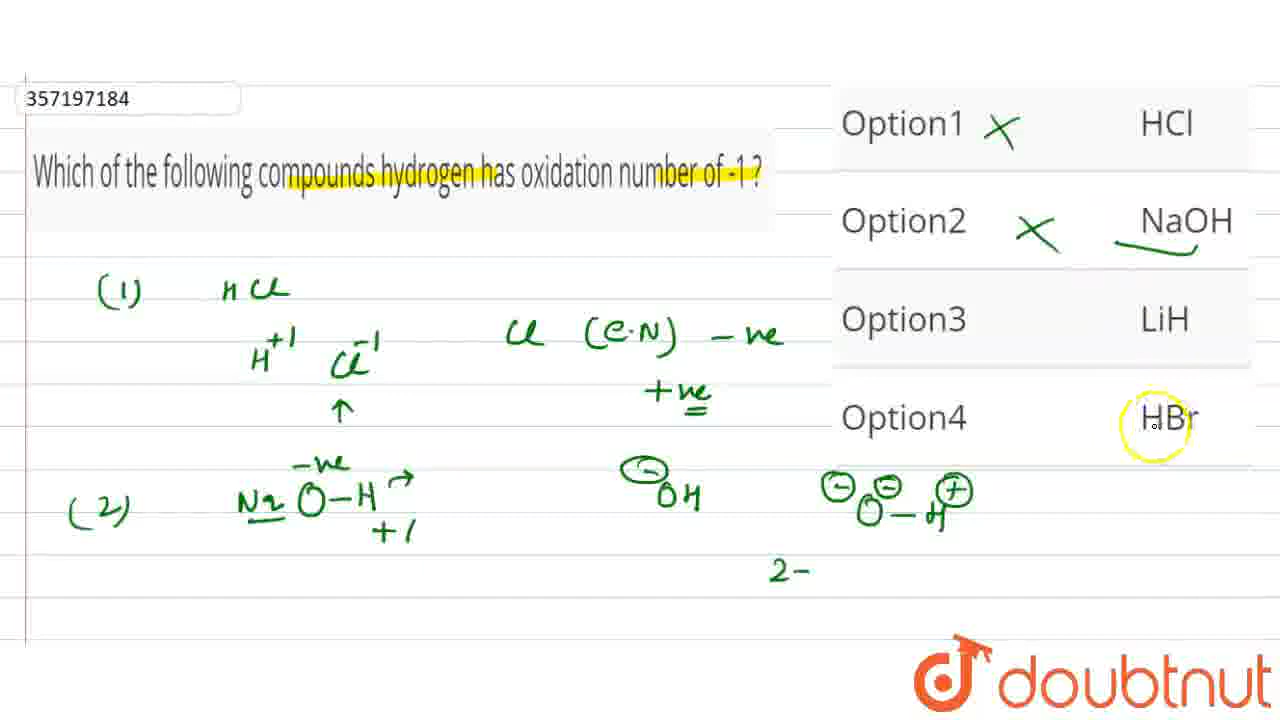 357197184
Which of the following compounds hydrogen has oxidation number of -1 ?
Option1 × HCl
Option2 × NaOH
Option3 LiH
Option4 HBr
(1) HCl
H+1 Cl-1
↑
Cl (e.N) -ve
+ve
(2) -ve
Na O-H →
+1
⊖
OH
⊖ ⊖ ⊕
O - H
2-
doubtnut